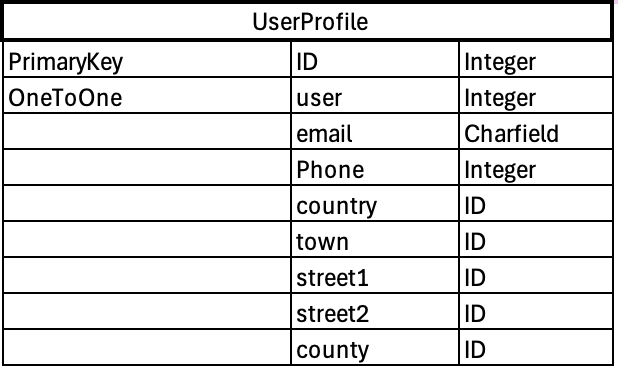 UserProfile
PrimaryKey ID Integer
OneToOne user Integer
email Charfield
Phone Integer
country ID
town ID
street1 ID
street2 ID
county ID